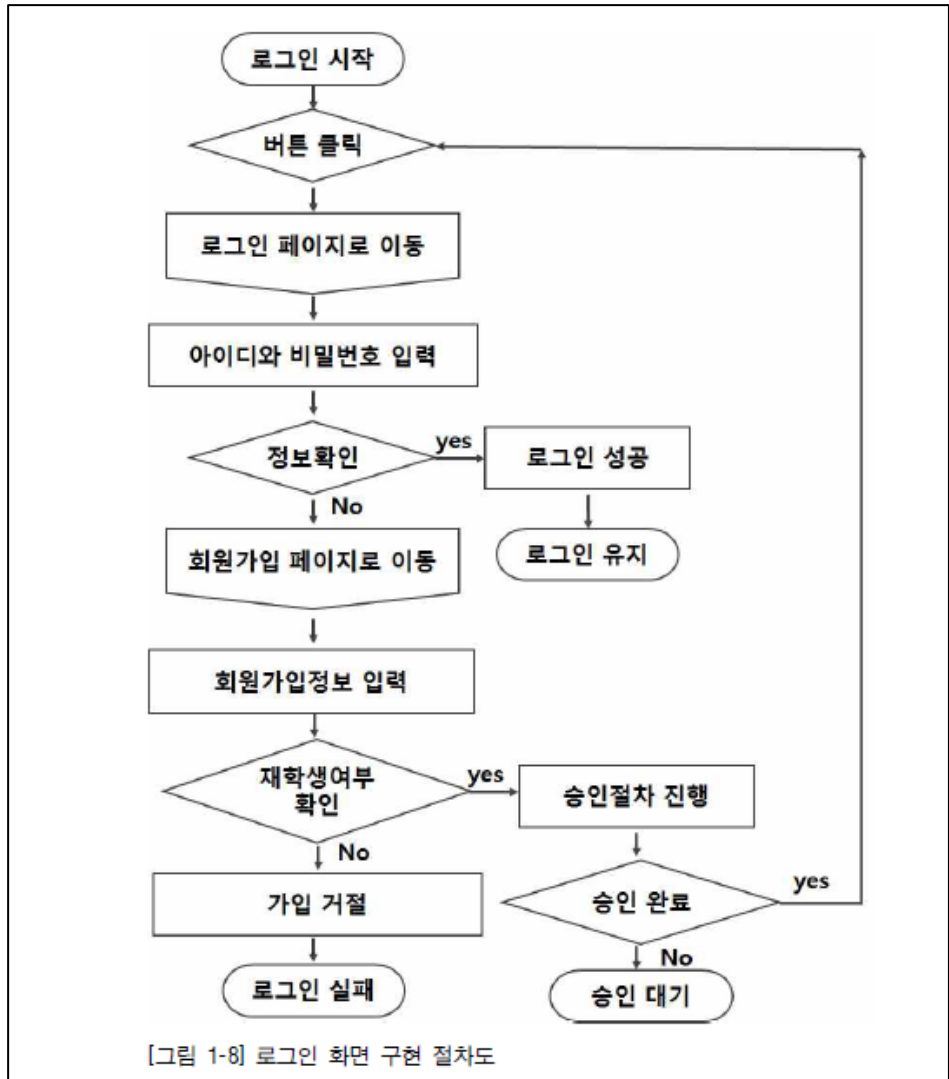 로그인 시작
버튼 클릭
로그인 페이지로 이동
아이디와 비밀번호 입력
정보확인
yes
로그인 성공
No
로그인 유지
회원가입 페이지로 이동
회원가입정보 입력
재학생여부
확인
yes
승인절차 진행
No
가입 거절
승인 완료
yes
No
로그인 실패
승인 대기
[그림 1-8] 로그인 화면 구현 절차도